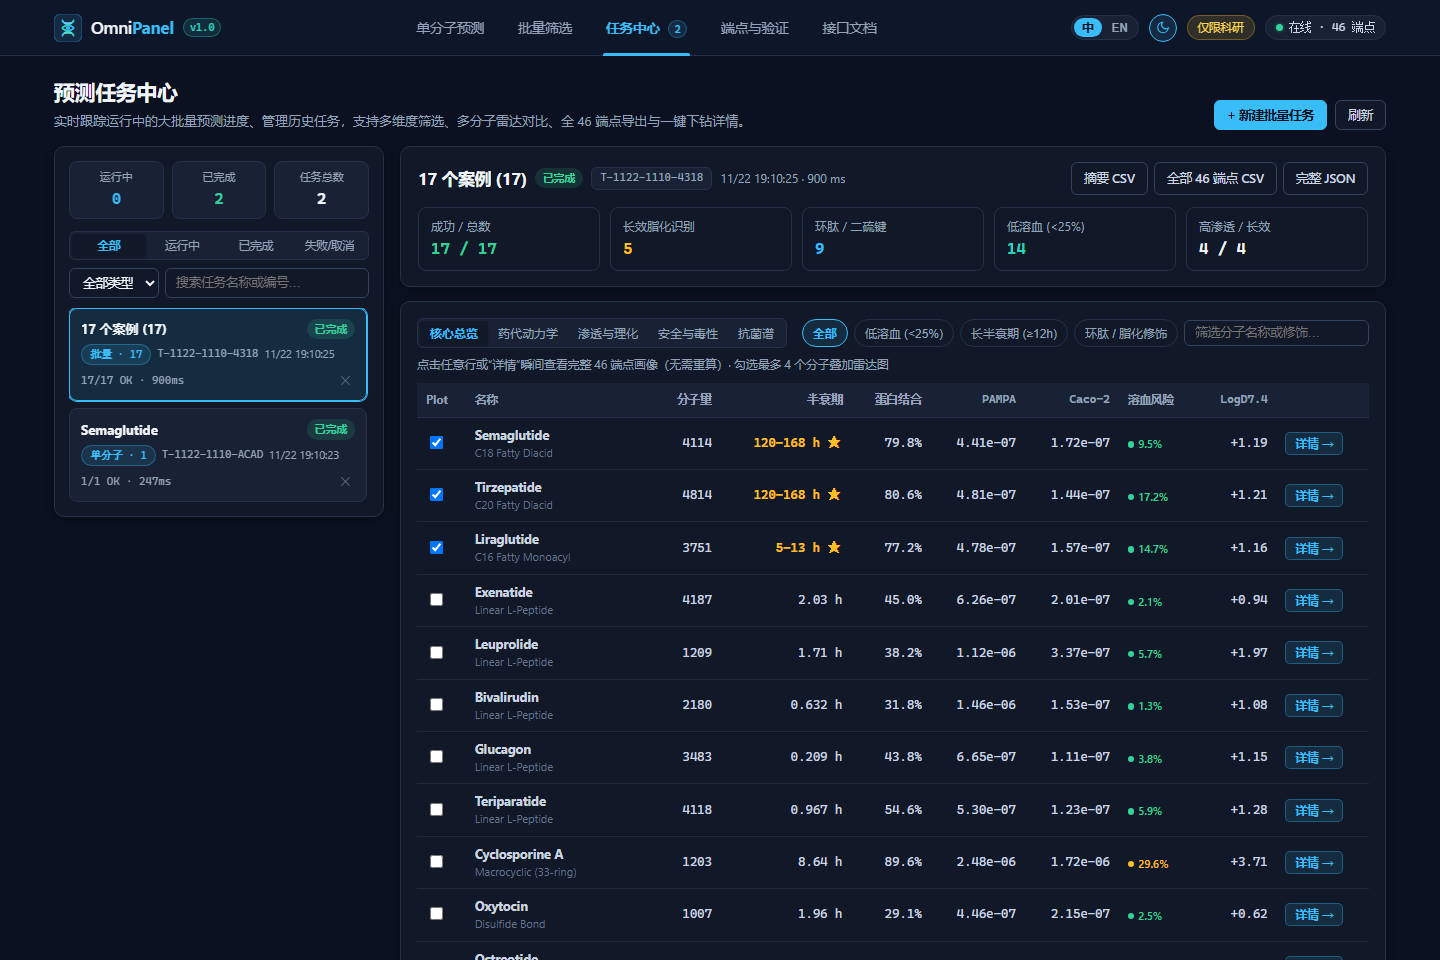 OmniPanel v1.0
单分子预测 批量筛选 任务中心 2 端点与验证 接口文档
中 EN 仅限科研 在线 · 46 端点
预测任务中心
实时跟踪运行中的大批量预测进度、管理历史任务，支持多维度筛选、多分子雷达对比、全 46 端点导出与一键下钻详情。
+ 新建批量任务 刷新
运行中 已完成 任务总数
0 2 2
全部 运行中 已完成 失败/取消
全部类型 搜索任务名称或编号...
17 个案例 (17) 已完成
批量 · 17 T-1122-1110-4318 11/22 19:10:25
17/17 OK · 900ms ×
Semaglutide 已完成
单分子 · 1 T-1122-1110-ACAD 11/22 19:10:23
1/1 OK · 247ms ×
17 个案例 (17) 已完成 T-1122-1110-4318 11/22 19:10:25 · 900 ms
摘要 CSV 全部 46 端点 CSV 完整 JSON
成功 / 总数 长效脂化识别 环肽 / 二硫键 低溶血 (<25%) 高渗透 / 长效
17 / 17 5 9 14 4 / 4
核心总览 药代动力学 渗透与理化 安全与毒性 抗菌谱 全部 低溶血 (<25%) 长半衰期 (≥12h) 环肽 / 脂化修饰 筛选分子名称或修饰...
点击任意行或"详情"瞬间查看完整 46 端点画像（无需重算）· 勾选最多 4 个分子叠加雷达图
Plot 名称 分子量 半衰期 蛋白结合 PAMPA Caco-2 溶血风险 LogD7.4
Semaglutide 4114 120–168 h ★ 79.8% 4.41e-07 1.72e-07 9.5% +1.19 详情 →
C18 Fatty Diacid
Tirzepatide 4814 120–168 h ★ 80.6% 4.81e-07 1.44e-07 17.2% +1.21 详情 →
C20 Fatty Diacid
Liraglutide 3751 5–13 h ★ 77.2% 4.78e-07 1.57e-07 14.7% +1.16 详情 →
C16 Fatty Monoacyl
Exenatide 4187 2.03 h 45.0% 6.26e-07 2.01e-07 2.1% +0.94 详情 →
Linear L-Peptide
Leuprolide 1209 1.71 h 38.2% 1.12e-06 3.37e-07 5.7% +1.97 详情 →
Linear L-Peptide
Bivalirudin 2180 0.632 h 31.8% 1.46e-06 1.53e-07 1.3% +1.08 详情 →
Linear L-Peptide
Glucagon 3483 0.209 h 43.8% 6.65e-07 1.11e-07 3.8% +1.15 详情 →
Linear L-Peptide
Teriparatide 4118 0.967 h 54.6% 5.30e-07 1.23e-07 5.9% +1.28 详情 →
Linear L-Peptide
Cyclosporine A 1203 8.64 h 89.6% 2.48e-06 1.72e-06 29.6% +3.71 详情 →
Macrocyclic (33-ring)
Oxytocin 1007 1.96 h 29.1% 4.46e-07 2.15e-07 2.5% +0.62 详情 →
Disulfide Bond